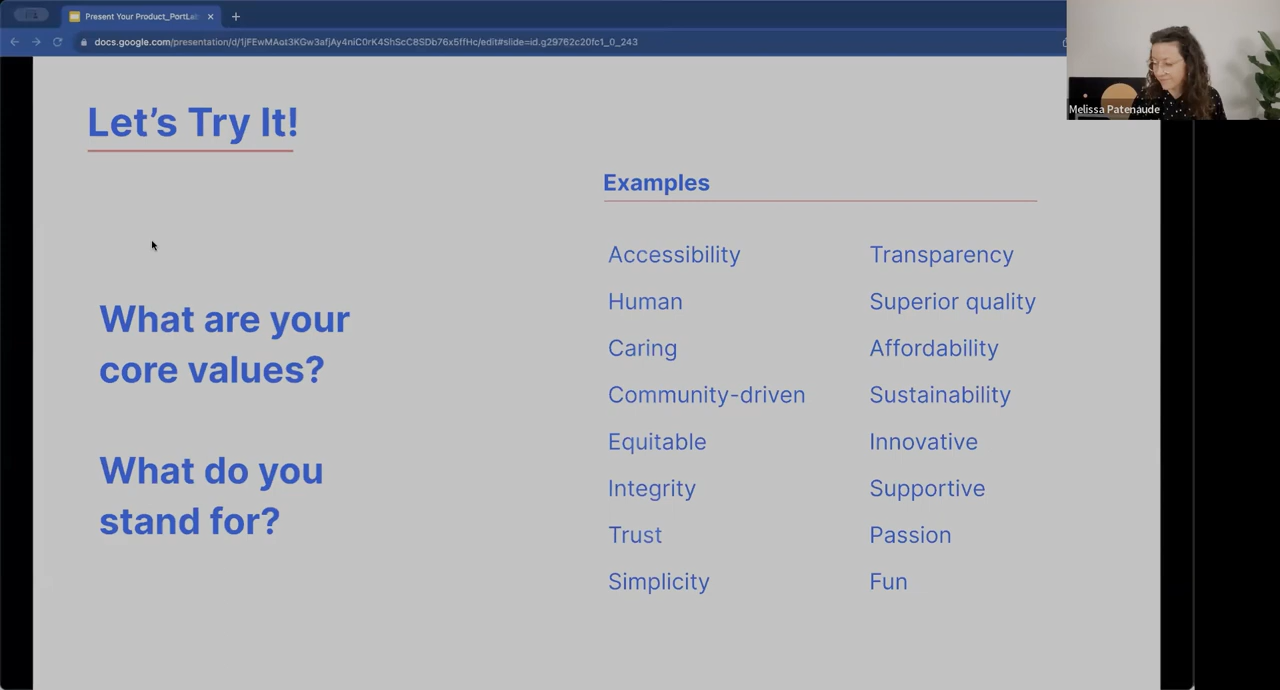 Present Your Product_PortLa
docs.google.com/presentation/d/1jFEwMAot3KGw3afjAy4niC0rK4ShScC8SDb76x5ffHc/edit#slide=id.g29762c20fc1_0_243
Melissa Patenaude
Let's Try It!
What are your
core values?
What do you
stand for?
Examples
Accessibility
Human
Caring
Community-driven
Equitable
Integrity
Trust
Simplicity
Transparency
Superior quality
Affordability
Sustainability
Innovative
Supportive
Passion
Fun